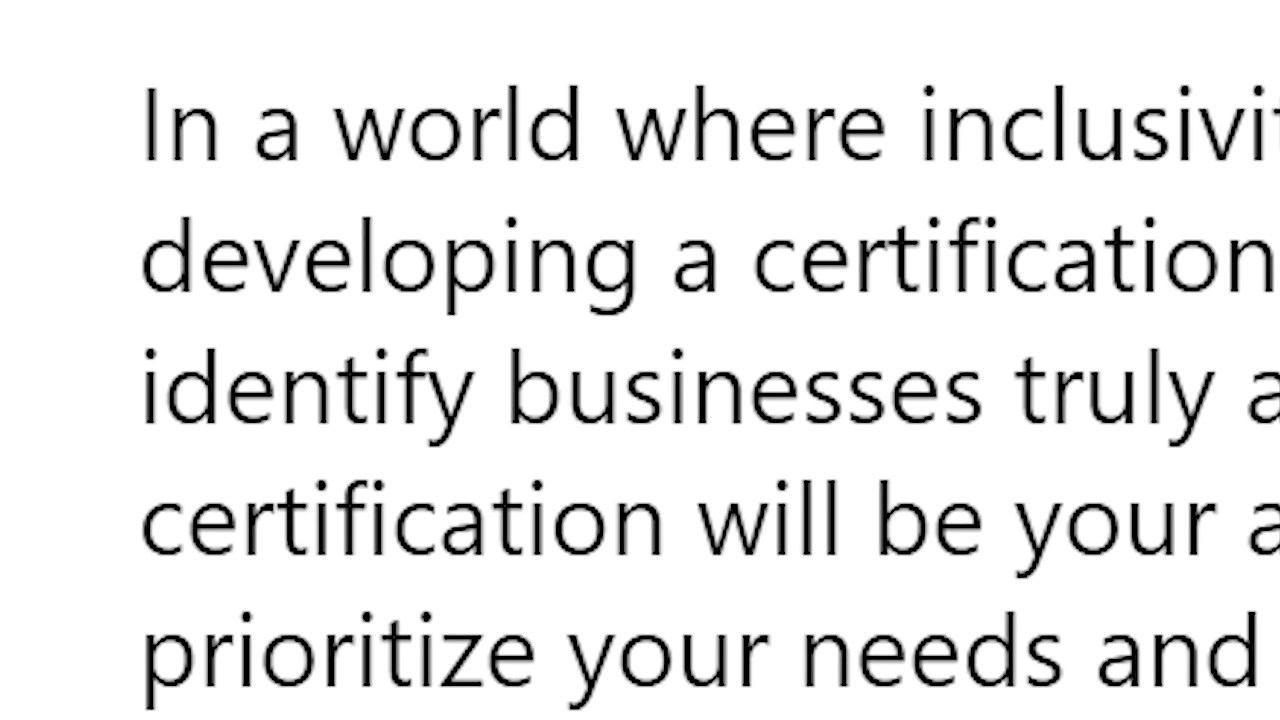 In a world where inclusivit
developing a certification
identify businesses truly a
certification will be your a
prioritize your needs and